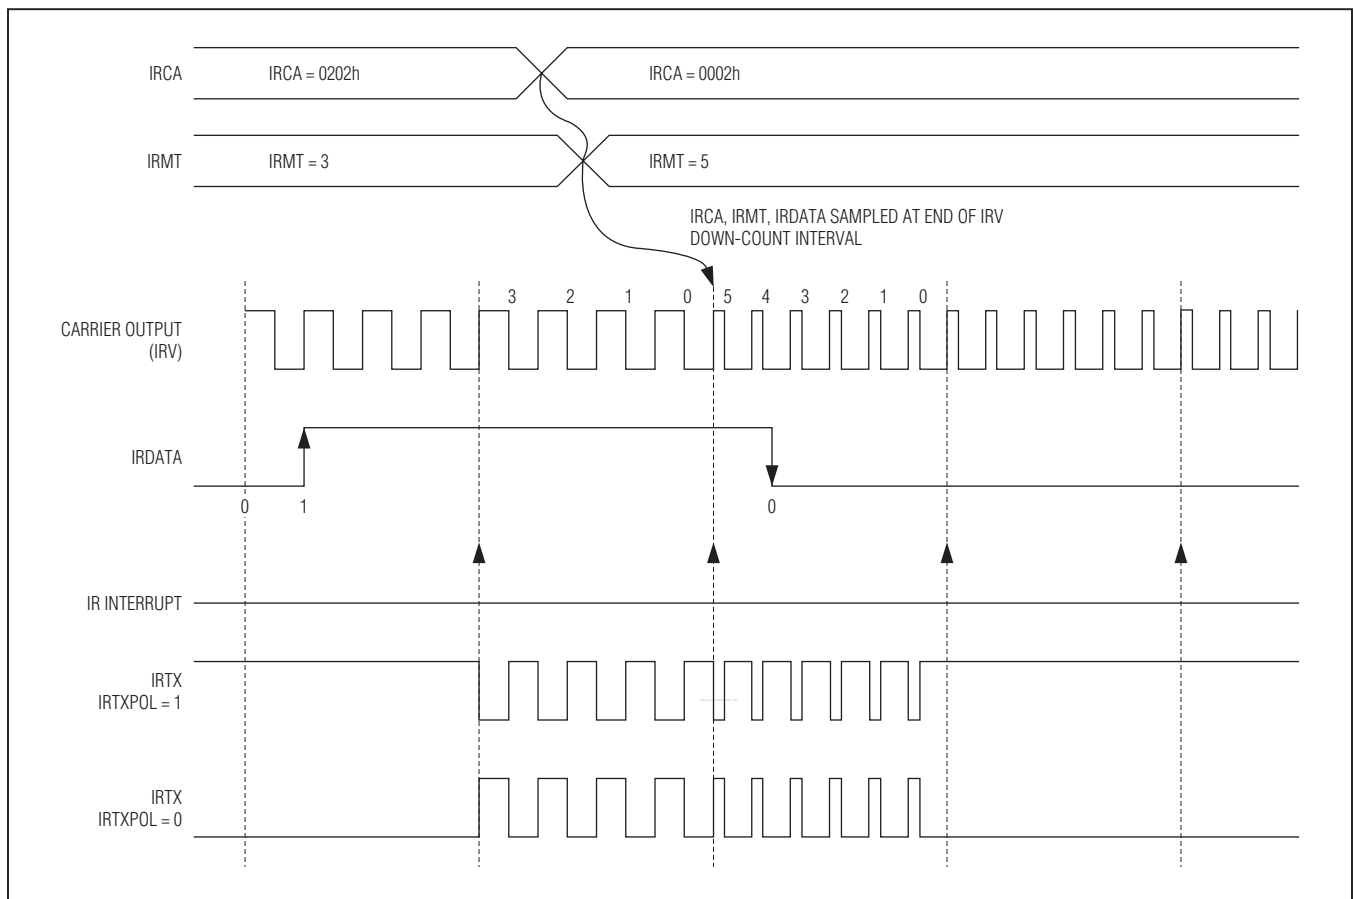 IRCA
IRCA = 0202h
IRCA = 0002h
IRMT
IRMT = 3
IRMT = 5
IRCA, IRMT, IRDATA SAMPLED AT END OF IRV
DOWN-COUNT INTERVAL
3 2 1 0 5 4 3 2 1 0
CARRIER OUTPUT
(IRV)
IRDATA
0 1 0
IR INTERRUPT
IRTX
IRTXPOL = 1
IRTX
IRTXPOL = 0